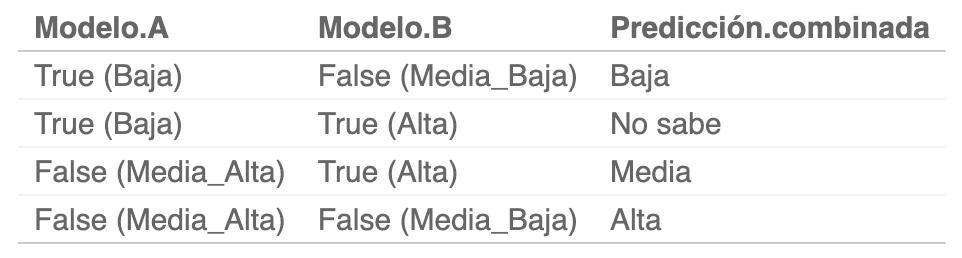 Modelo.A Modelo.B Predicción.combinada
True (Baja) False (Media_Baja) Baja
True (Baja) True (Alta) No sabe
False (Media_Alta) True (Alta) Media
False (Media_Alta) False (Media_Baja) Alta